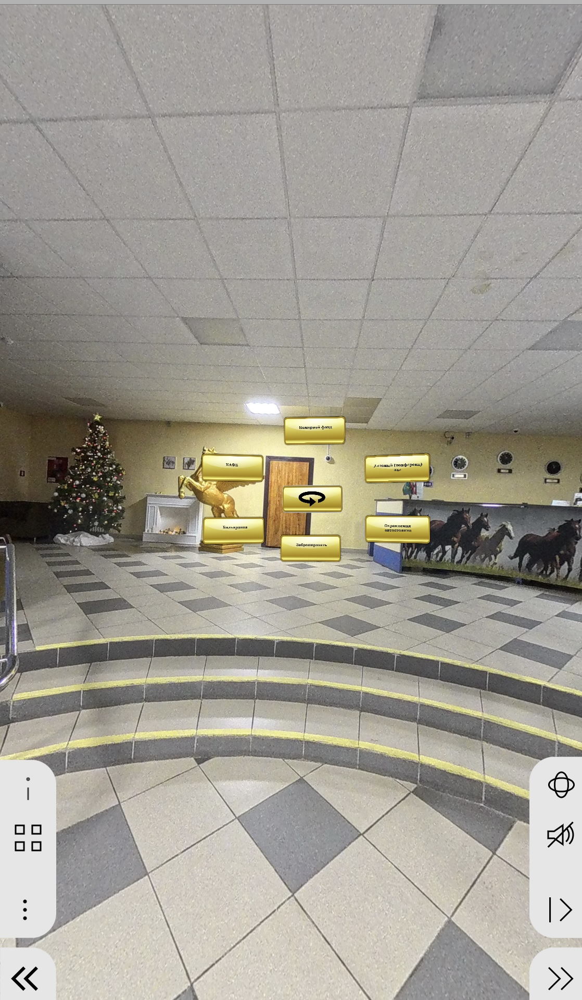 Номерной фонд
КАФЕ
Актовый (конференц)
зал
Бильярдная
Охраняемая
автостоянка
Забронировать